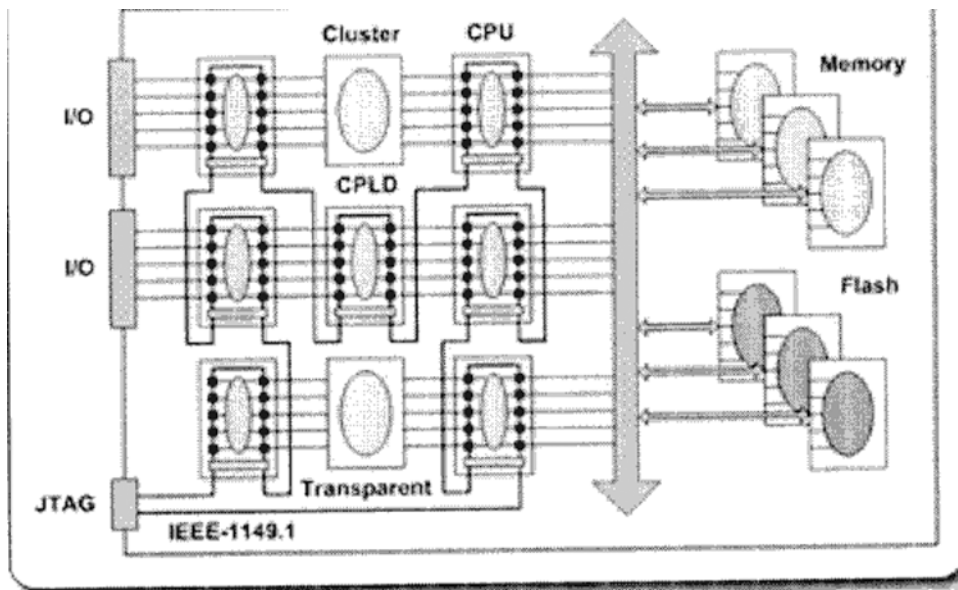 Cluster
CPU
Memory
I/O
CPLD
I/O
Flash
Transparent
JTAG
IEEE-1149.1